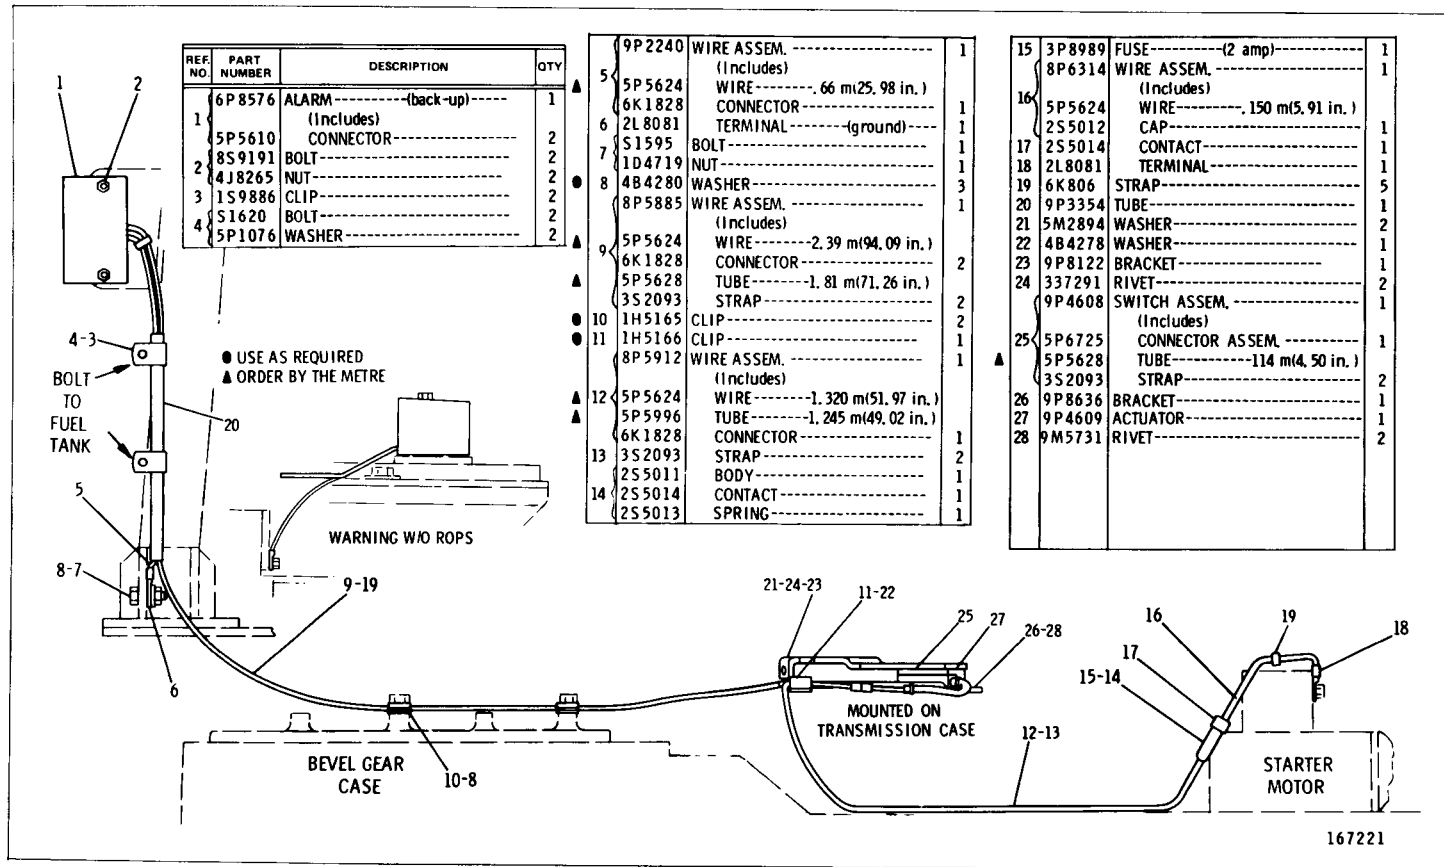 REF. NO. PART NUMBER DESCRIPTION QTY
1 6P8576 ALARM----------(back-up)----- 1
(Includes)
5P5610 CONNECTOR---------------- 2
2 8S9191 BOLT------------------------- 2
4J8265 NUT-------------------------- 2
3 1S9886 CLIP------------------------- 2
4 S1620 BOLT------------------------- 2
5P1076 WASHER---------------------- 2
5 9P2240 WIRE ASSEM. ---------------- 1
(Includes)
▲ 5P5624 WIRE--------.66 m(25.98 in.)
6K1828 CONNECTOR---------------- 1
6 2L8081 TERMINAL--------(ground)---- 1
7 S1595 BOLT------------------------- 1
1D4719 NUT-------------------------- 1
● 8 4B4280 WASHER---------------------- 3
9 8P5885 WIRE ASSEM. ---------------- 1
(Includes)
▲ 5P5624 WIRE--------2.39 m(94.09 in.)
6K1828 CONNECTOR---------------- 2
▲ 5P5628 TUBE--------1.81 m(71.26 in.)
3S2093 STRAP--------------------- 2
● 10 1H5165 CLIP------------------------- 2
● 11 1H5166 CLIP------------------------- 1
12 8P5912 WIRE ASSEM. ---------------- 1
(Includes)
▲ 5P5624 WIRE--------1.320 m(51.97 in.)
▲ 5P5996 TUBE--------1.245 m(49.02 in.)
6K1828 CONNECTOR---------------- 1
13 3S2093 STRAP--------------------- 2
14 2S5011 BODY---------------------- 1
2S5014 CONTACT------------------- 1
2S5013 SPRING-------------------- 1
15 3P8989 FUSE----------(2 amp)---------- 1
16 8P6314 WIRE ASSEM. ---------------- 1
(Includes)
5P5624 WIRE---------.150 m(5.91 in.)
2S5012 CAP----------------------- 1
17 2S5014 CONTACT------------------- 1
18 2L8081 TERMINAL------------------ 1
19 6K806 STRAP----------------------- 5
20 9P3354 TUBE------------------------ 1
21 5M2894 WASHER---------------------- 2
22 4B4278 WASHER---------------------- 1
23 9P8122 BRACKET---------------- 1
24 337291 RIVET----------------------- 2
25 9P4608 SWITCH ASSEM. -------------- 1
(Includes)
5P6725 CONNECTOR ASSEM. --------- 1
▲ 5P5628 TUBE---------114 m(4.50 in.)
3S2093 STRAP--------------------- 2
26 9P8636 BRACKET--------------------- 1
27 9P4609 ACTUATOR-------------------- 1
28 9M5731 RIVET----------------------- 2
1 2
4-3
BOLT
TO
FUEL
TANK
20
● USE AS REQUIRED
▲ ORDER BY THE METRE
WARNING W/O ROPS
5
8-7
6
9-19
BEVEL GEAR
CASE
10-8
21-24-23
11-22
25
27
26-28
MOUNTED ON
TRANSMISSION CASE
12-13
16
19
17
18
15-14
STARTER
MOTOR
167221